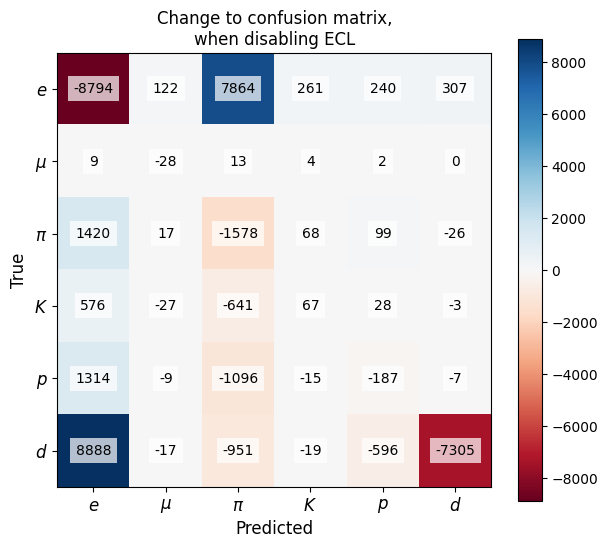 Change to confusion matrix,
when disabling ECL
e -8794 122 7864 261 240 307
μ 9 -28 13 4 2 0
π 1420 17 -1578 68 99 -26
K 576 -27 -641 67 28 -3
p 1314 -9 -1096 -15 -187 -7
d 8888 -17 -951 -19 -596 -7305
e μ π K p d
True
Predicted
8000
6000
4000
2000
0
−2000
−4000
−6000
−8000